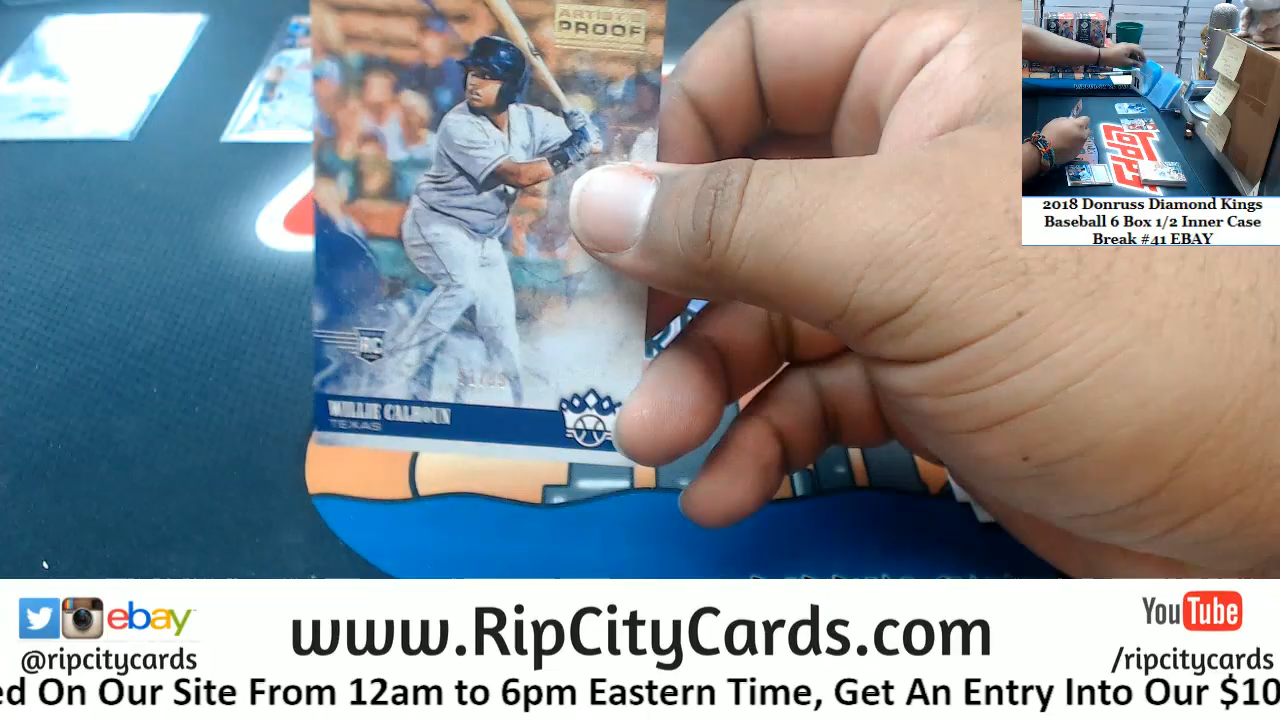 ARTIST'S
PROOF
RC
WILLIE CALHOUN
TEXAS
TOPPS
2018 Donruss Diamond Kings
Baseball 6 Box 1/2 Inner Case
Break #41 EBAY
ebay
@ripcitycards
www.RipCityCards.com
YouTube
/ripcitycards
ed On Our Site From 12am to 6pm Eastern Time, Get An Entry Into Our $10